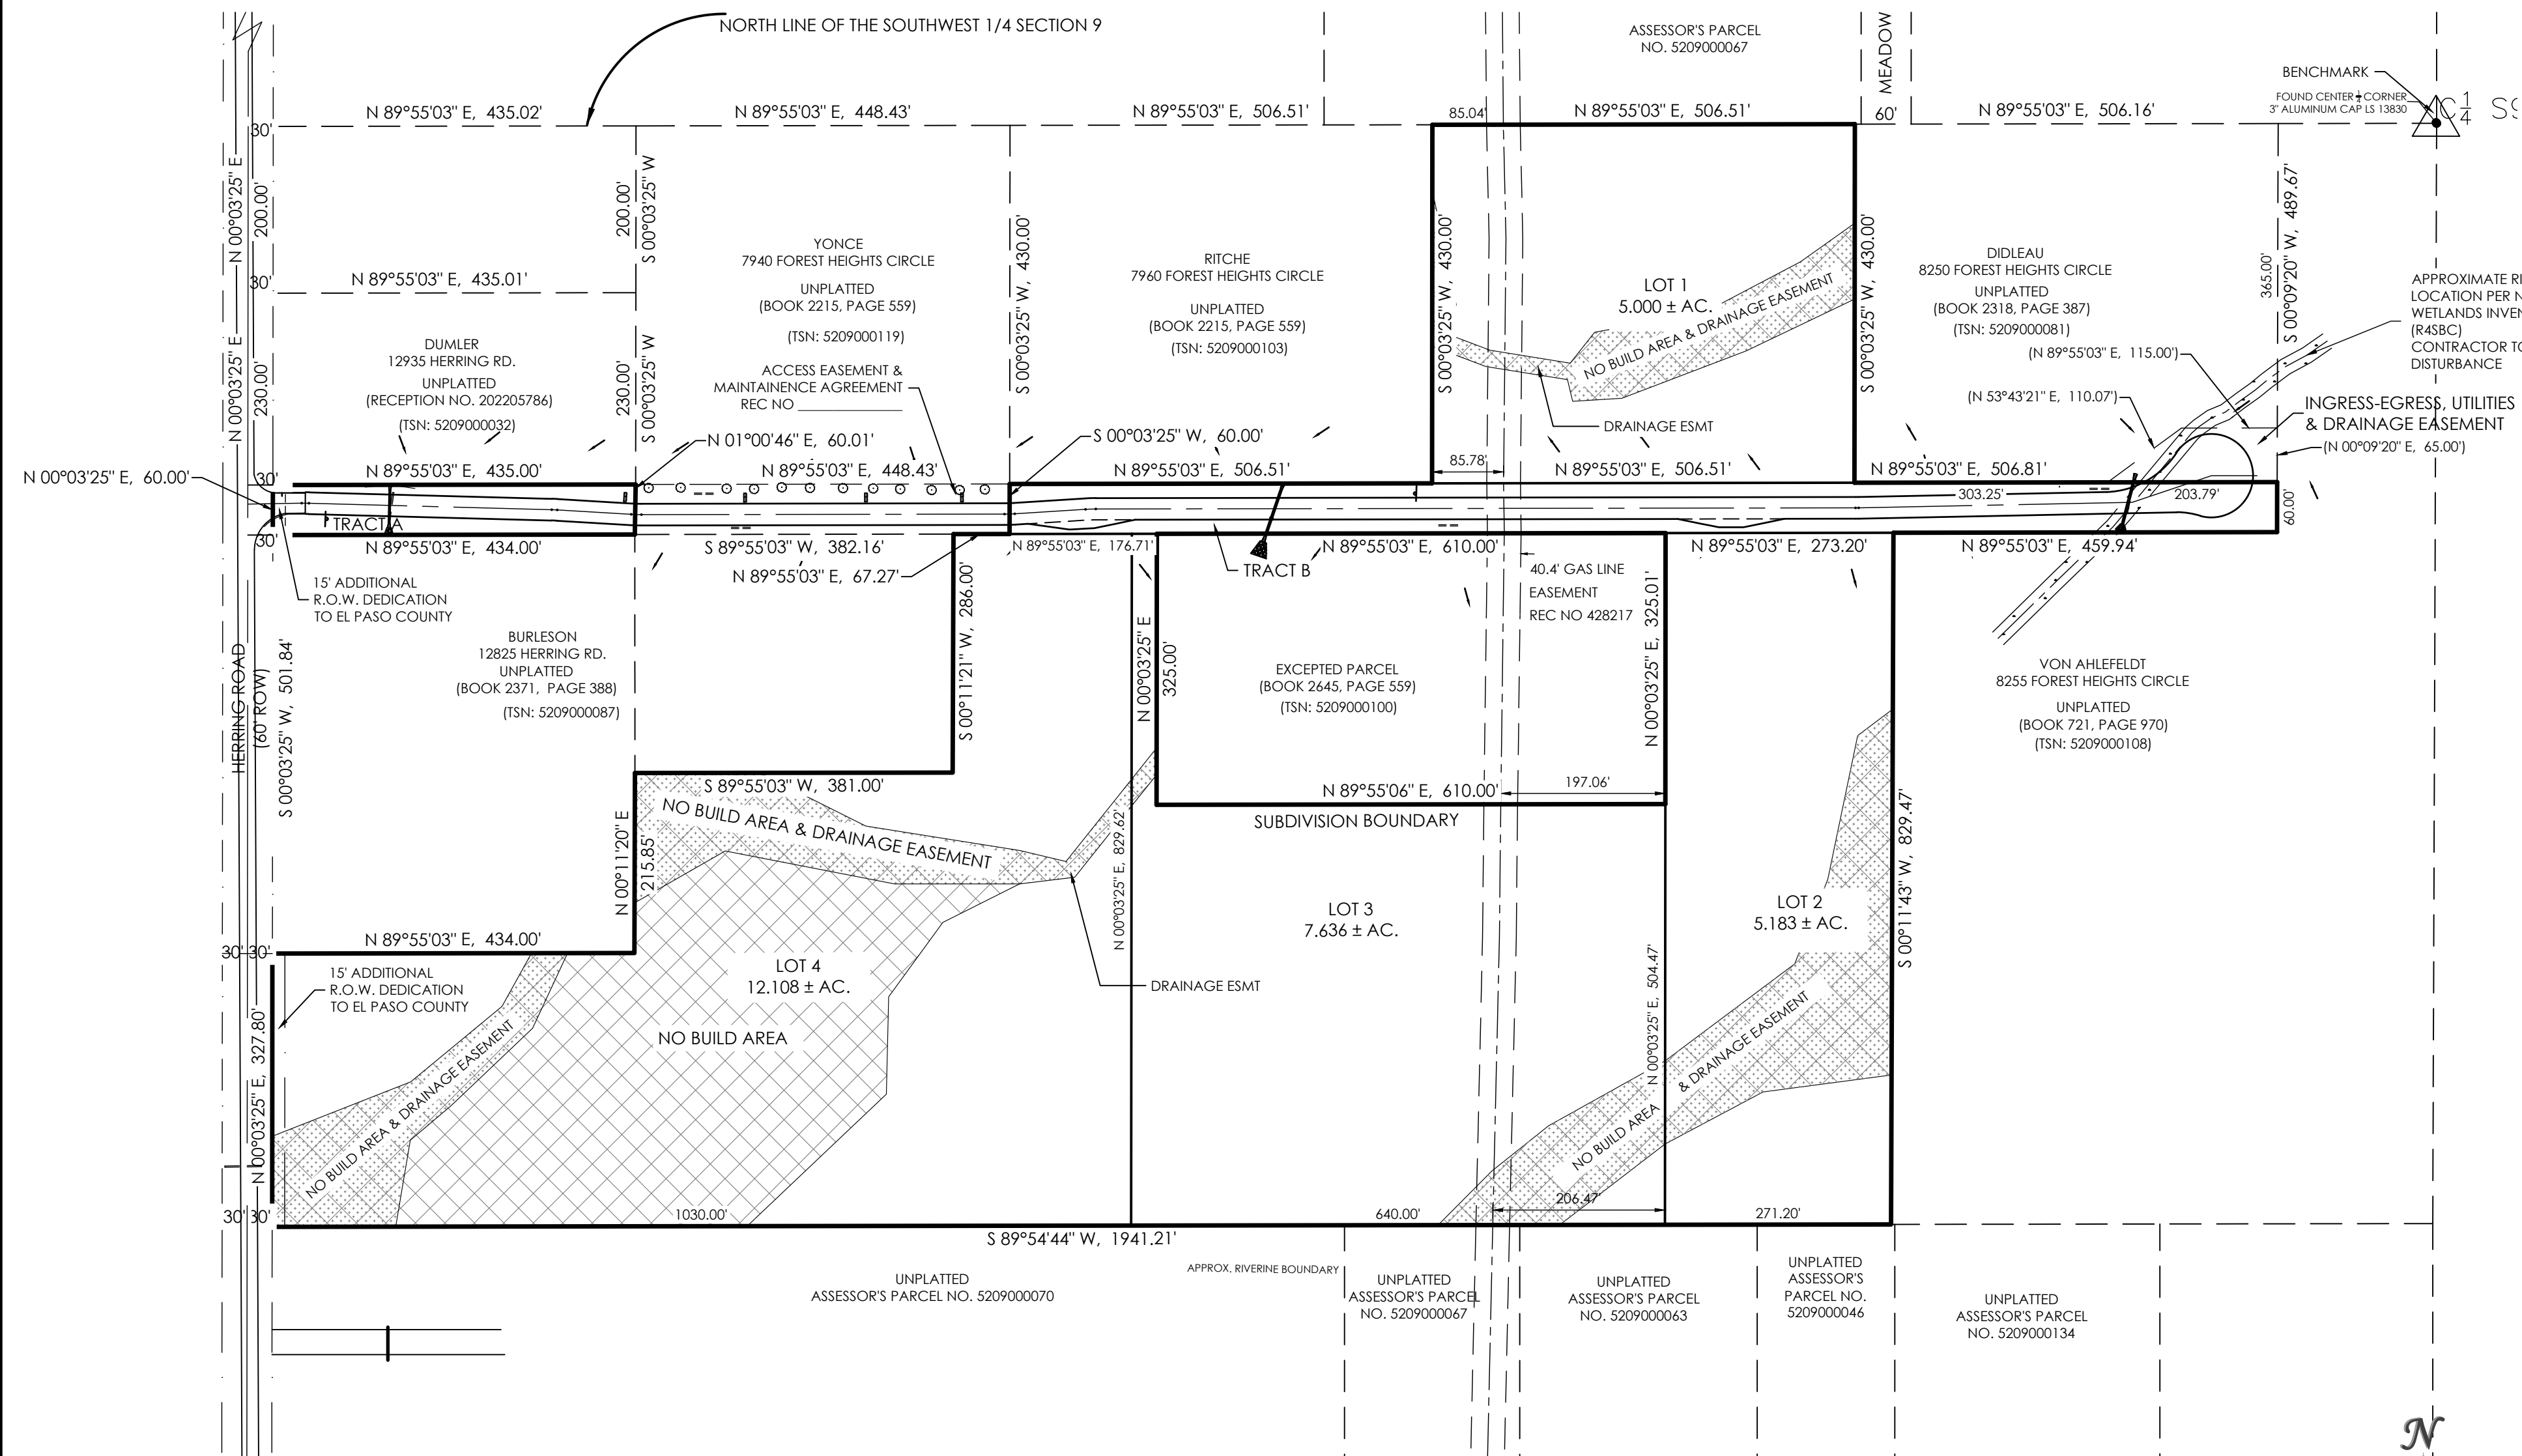 NORTH LINE OF THE SOUTHWEST 1/4 SECTION 9
ASSESSOR'S PARCEL
NO. 5209000067
MEADOW
BENCHMARK
FOUND CENTER 1/4 CORNER
3" ALUMINUM CAP LS 13830
C 1/4
N 89°55'03" E, 435.02'
N 89°55'03" E, 448.43'
N 89°55'03" E, 506.51'
85.04'
N 89°55'03" E, 506.51'
60'
N 89°55'03" E, 506.16'
30'
N 00°03'25" E
200.00'
200.00'
S 00°03'25" W
S 00°03'25" W, 430.00'
S 00°03'25" W, 430.00'
S 00°03'25" W, 430.00'
365.00'
S 00°09'20" W, 489.67'
30'
N 89°55'03" E, 435.01'
YONCE
7940 FOREST HEIGHTS CIRCLE
UNPLATTED
(BOOK 2215, PAGE 559)
(TSN: 5209000119)
RITCHE
7960 FOREST HEIGHTS CIRCLE
UNPLATTED
(BOOK 2215, PAGE 559)
(TSN: 5209000103)
LOT 1
5.000 ± AC.
NO BUILD AREA & DRAINAGE EASEMENT
DRAINAGE ESMT
DIDLEAU
8250 FOREST HEIGHTS CIRCLE
UNPLATTED
(BOOK 2318, PAGE 387)
(TSN: 5209000081)
(N 89°55'03" E, 115.00')
(N 53°43'21" E, 110.07')
APPROXIMATE RI
LOCATION PER N
WETLANDS INVEN
(R4SBC)
CONTRACTOR TO
DISTURBANCE
INGRESS-EGRESS, UTILITIES
& DRAINAGE EASEMENT
(N 00°09'20" E, 65.00')
DUMLER
12935 HERRING RD.
UNPLATTED
(RECEPTION NO. 202205786)
(TSN: 5209000032)
N 00°03'25" E
230.00'
230.00'
S 00°03'25" W
ACCESS EASEMENT &
MAINTAINENCE AGREEMENT
REC NO ______________
N 01°00'46" E, 60.01'
S 00°03'25" W, 60.00'
N 00°03'25" E, 60.00'
30'
N 89°55'03" E, 435.00'
N 89°55'03" E, 448.43'
N 89°55'03" E, 506.51'
85.78'
N 89°55'03" E, 506.51'
N 89°55'03" E, 506.81'
303.25'
203.79'
60.00'
TRACT A
30'
N 89°55'03" E, 434.00'
S 89°55'03" W, 382.16'
N 89°55'03" E, 67.27'
N 89°55'03" E, 176.71'
TRACT B
N 89°55'03" E, 610.00'
N 89°55'03" E, 273.20'
N 89°55'03" E, 459.94'
15' ADDITIONAL
R.O.W. DEDICATION
TO EL PASO COUNTY
40.4' GAS LINE
EASEMENT
REC NO 428217
HERRING ROAD
(60' ROW)
S 00°03'25" W, 501.84'
BURLESON
12825 HERRING RD.
UNPLATTED
(BOOK 2371, PAGE 388)
(TSN: 5209000087)
S 00°11'21" W, 286.00'
N 00°03'25" E
325.00'
EXCEPTED PARCEL
(BOOK 2645, PAGE 559)
(TSN: 5209000100)
N 00°03'25" E, 325.01'
VON AHLEFELDT
8255 FOREST HEIGHTS CIRCLE
UNPLATTED
(BOOK 721, PAGE 970)
(TSN: 5209000108)
S 89°55'03" W, 381.00'
NO BUILD AREA & DRAINAGE EASEMENT
N 89°55'06" E, 610.00'
197.06'
SUBDIVISION BOUNDARY
N 00°11'20" E
215.85'
N 00°03'25" E, 829.62'
S 00°11'43" W, 829.47'
LOT 3
7.636 ± AC.
LOT 2
5.183 ± AC.
30' 30'
N 89°55'03" E, 434.00'
15' ADDITIONAL
R.O.W. DEDICATION
TO EL PASO COUNTY
LOT 4
12.108 ± AC.
NO BUILD AREA
DRAINAGE ESMT
N 00°03'25" E, 504.47'
N 00°03'25" E, 327.80'
NO BUILD AREA & DRAINAGE EASEMENT
NO BUILD AREA
& DRAINAGE EASEMENT
206.47'
30' 30'
1030.00'
640.00'
271.20'
S 89°54'44" W, 1941.21'
UNPLATTED
ASSESSOR'S PARCEL NO. 5209000070
APPROX. RIVERINE BOUNDARY
UNPLATTED
ASSESSOR'S PARCEL
NO. 5209000067
UNPLATTED
ASSESSOR'S PARCEL
NO. 5209000063
UNPLATTED
ASSESSOR'S
PARCEL NO.
5209000046
UNPLATTED
ASSESSOR'S PARCEL
NO. 5209000134
N